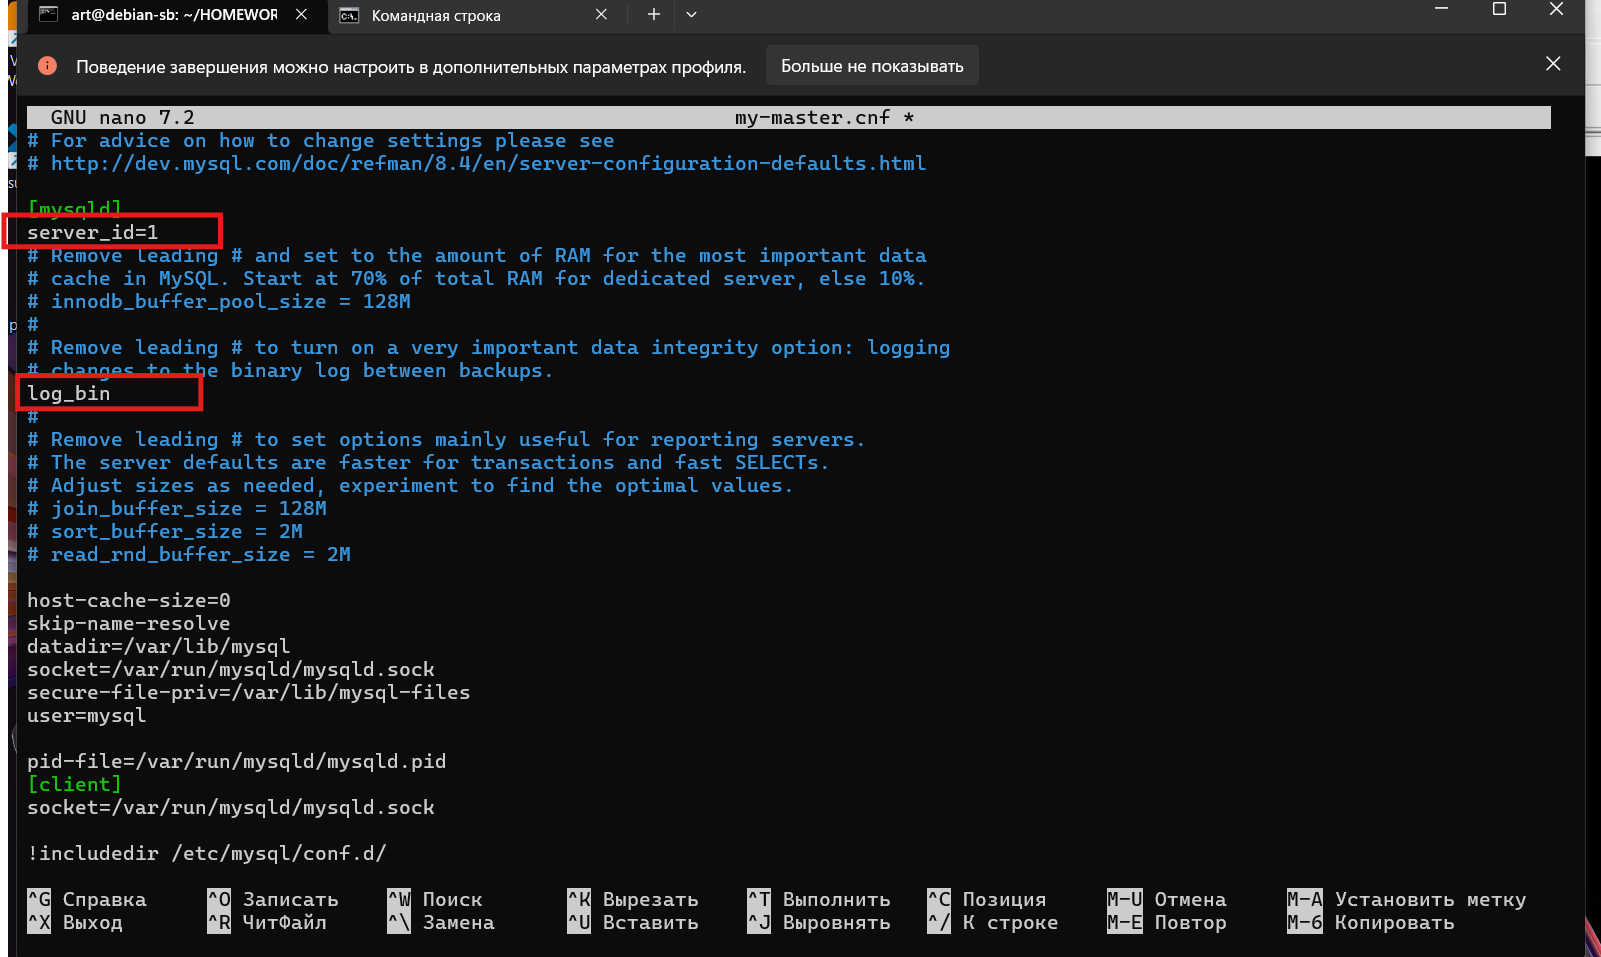 art@debian-sb: ~/HOMEWOR
Командная строка
Поведение завершения можно настроить в дополнительных параметрах профиля.
Больше не показывать
GNU nano 7.2 my-master.cnf *
# For advice on how to change settings please see
# http://dev.mysql.com/doc/refman/8.4/en/server-configuration-defaults.html
[mysqld]
server_id=1
# Remove leading # and set to the amount of RAM for the most important data
# cache in MySQL. Start at 70% of total RAM for dedicated server, else 10%.
# innodb_buffer_pool_size = 128M
#
# Remove leading # to turn on a very important data integrity option: logging
# changes to the binary log between backups.
log_bin
#
# Remove leading # to set options mainly useful for reporting servers.
# The server defaults are faster for transactions and fast SELECTs.
# Adjust sizes as needed, experiment to find the optimal values.
# join_buffer_size = 128M
# sort_buffer_size = 2M
# read_rnd_buffer_size = 2M
host-cache-size=0
skip-name-resolve
datadir=/var/lib/mysql
socket=/var/run/mysqld/mysqld.sock
secure-file-priv=/var/lib/mysql-files
user=mysql
pid-file=/var/run/mysqld/mysqld.pid
[client]
socket=/var/run/mysqld/mysqld.sock
!includedir /etc/mysql/conf.d/
^G Справка ^O Записать ^W Поиск ^K Вырезать ^T Выполнить ^C Позиция M-U Отмена M-A Установить метку
^X Выход ^R ЧитФайл ^\ Замена ^U Вставить ^J Выровнять ^/ К строке M-E Повтор M-6 Копировать